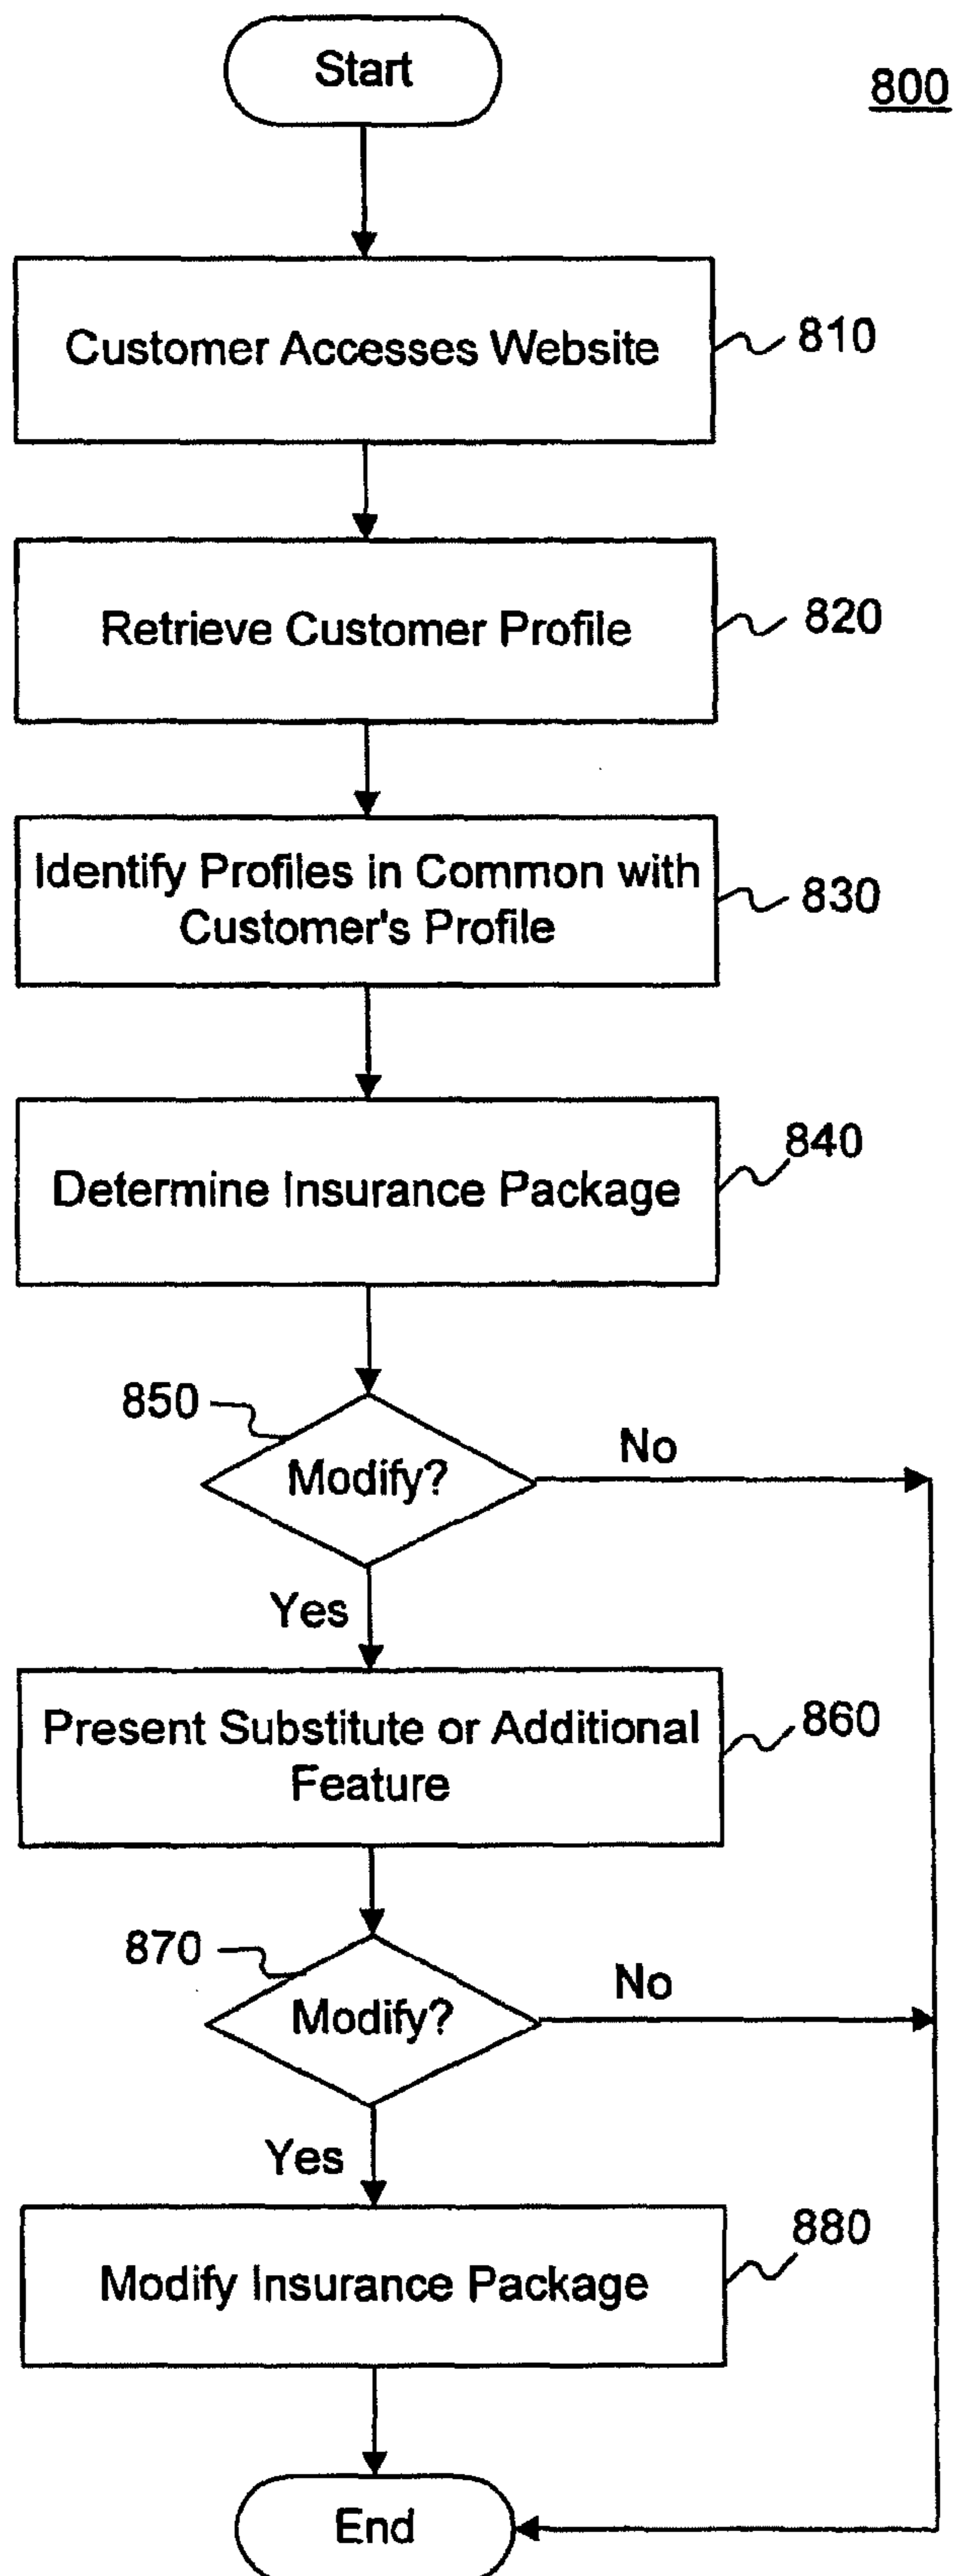 Start
800
Customer Accesses Website
810
Retrieve Customer Profile
820
Identify Profiles in Common with
Customer's Profile
830
Determine Insurance Package
840
850
Modify?
No
Yes
Present Substitute or Additional
Feature
860
870
Modify?
No
Yes
Modify Insurance Package
880
End